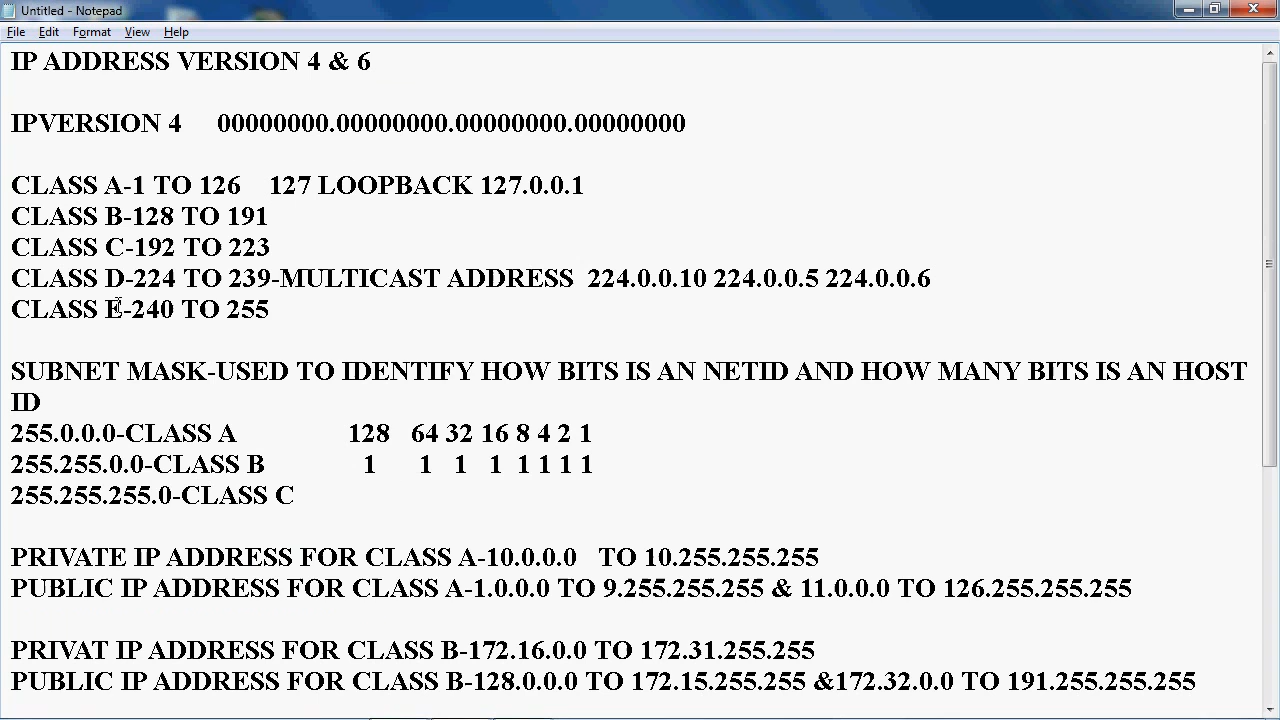 Untitled - Notepad
File Edit Format View Help
IP ADDRESS VERSION 4 & 6
IPVERSION 4 00000000.00000000.00000000.00000000
CLASS A-1 TO 126 127 LOOPBACK 127.0.0.1
CLASS B-128 TO 191
CLASS C-192 TO 223
CLASS D-224 TO 239-MULTICAST ADDRESS 224.0.0.10 224.0.0.5 224.0.0.6
CLASS E-240 TO 255
SUBNET MASK-USED TO IDENTIFY HOW BITS IS AN NETID AND HOW MANY BITS IS AN HOST
ID
255.0.0.0-CLASS A 128 64 32 16 8 4 2 1
255.255.0.0-CLASS B 1 1 1 1 1 1 1 1
255.255.255.0-CLASS C
PRIVATE IP ADDRESS FOR CLASS A-10.0.0.0 TO 10.255.255.255
PUBLIC IP ADDRESS FOR CLASS A-1.0.0.0 TO 9.255.255.255 & 11.0.0.0 TO 126.255.255.255
PRIVAT IP ADDRESS FOR CLASS B-172.16.0.0 TO 172.31.255.255
PUBLIC IP ADDRESS FOR CLASS B-128.0.0.0 TO 172.15.255.255 &172.32.0.0 TO 191.255.255.255